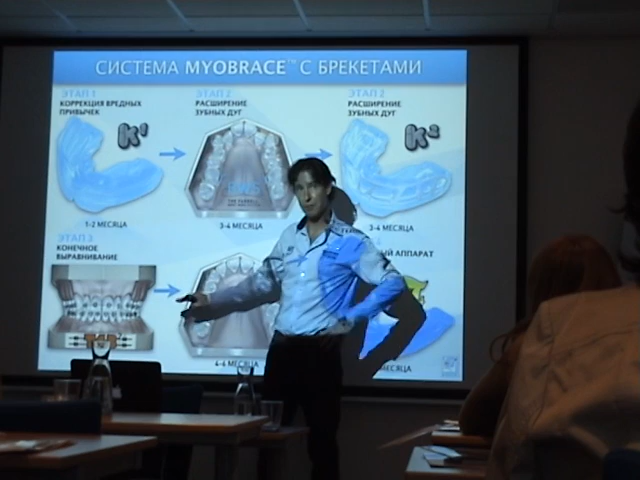 СИСТЕМА MYOBRACE™ С БРЕКЕТАМИ
ЭТАП 1
КОРРЕКЦИЯ ВРЕДНЫХ
ПРИВЫЧЕК
K1
1-2 МЕСЯЦА
ЭТАП 2
РАСШИРЕНИЕ
ЗУБНЫХ ДУГ
3-4 МЕСЯЦА
ЭТАП 2
РАСШИРЕНИЕ
ЗУБНЫХ ДУГ
K2
3-4 МЕСЯЦА
ЭТАП 3
КОНЕЧНОЕ
ВЫРАВНИВАНИЕ
4-6 МЕСЯЦА
ЫЙ АППАРАТ
МЕСЯЦА